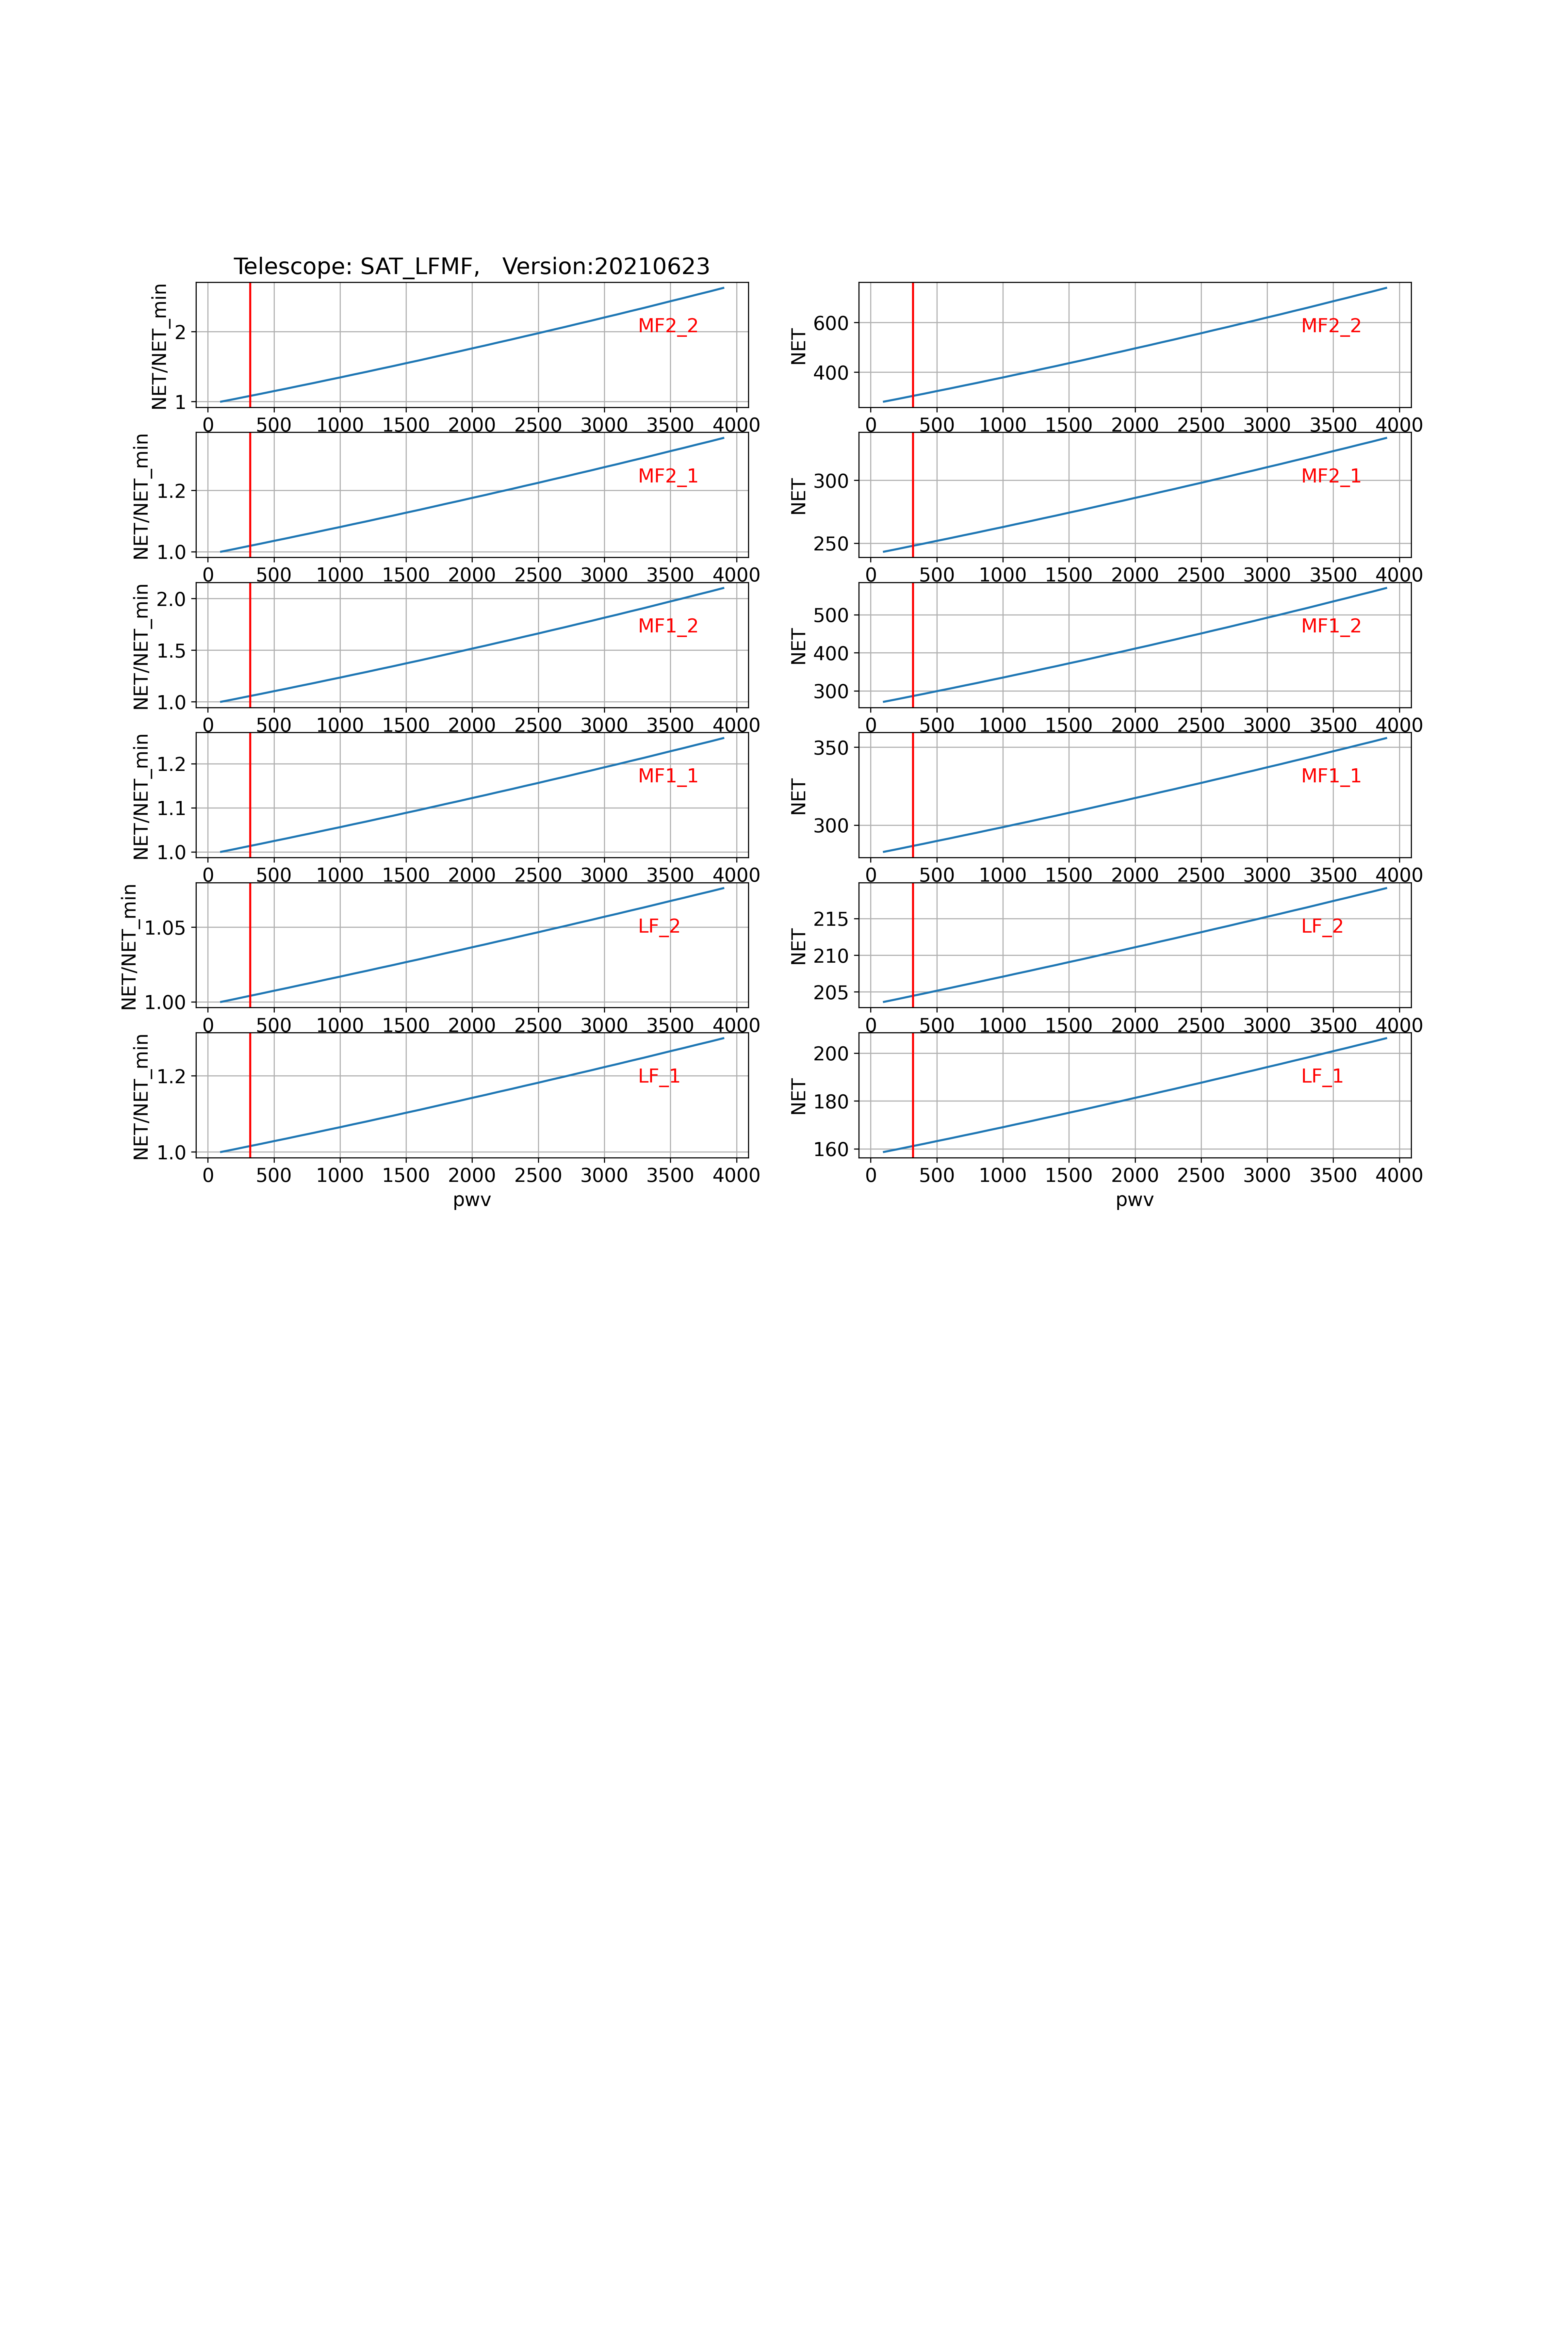 Telescope: SAT_LFMF,   Version:20210623
NET/NET_min
2
1
MF2_2
0 500 1000 1500 2000 2500 3000 3500 4000
NET
600
400
MF2_2
0 500 1000 1500 2000 2500 3000 3500 4000
NET/NET_min
1.2
1.0
MF2_1
0 500 1000 1500 2000 2500 3000 3500 4000
NET
300
250
MF2_1
0 500 1000 1500 2000 2500 3000 3500 4000
NET/NET_min
2.0
1.5
1.0
MF1_2
0 500 1000 1500 2000 2500 3000 3500 4000
NET
500
400
300
MF1_2
0 500 1000 1500 2000 2500 3000 3500 4000
NET/NET_min
1.2
1.1
1.0
MF1_1
0 500 1000 1500 2000 2500 3000 3500 4000
NET
350
300
MF1_1
0 500 1000 1500 2000 2500 3000 3500 4000
NET/NET_min
1.05
1.00
LF_2
0 500 1000 1500 2000 2500 3000 3500 4000
NET
215
210
205
LF_2
0 500 1000 1500 2000 2500 3000 3500 4000
NET/NET_min
1.2
1.0
LF_1
0 500 1000 1500 2000 2500 3000 3500 4000
pwv
NET
200
180
160
LF_1
0 500 1000 1500 2000 2500 3000 3500 4000
pwv